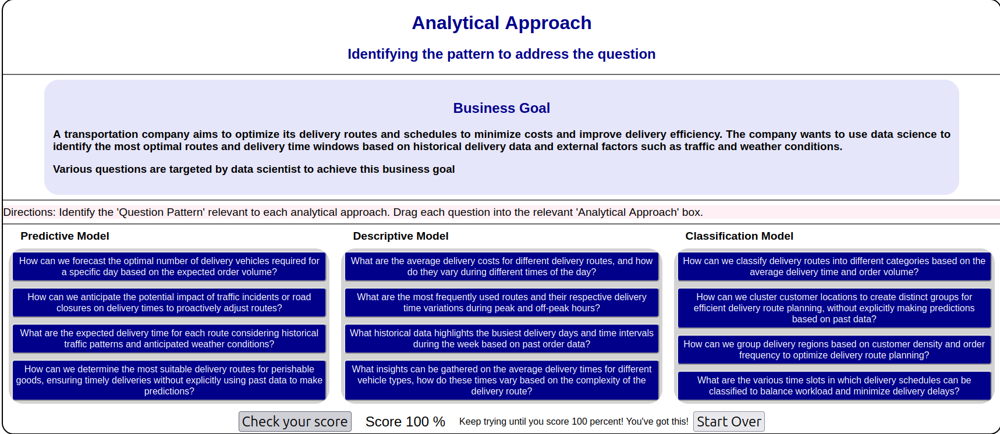 Analytical Approach
Identifying the pattern to address the question
Business Goal
A transportation company aims to optimize its delivery routes and schedules to minimize costs and improve delivery efficiency. The company wants to use data science to
identify the most optimal routes and delivery time windows based on historical delivery data and external factors such as traffic and weather conditions.
Various questions are targeted by data scientist to achieve this business goal
Directions: Identify the 'Question Pattern' relevant to each analytical approach. Drag each question into the relevant 'Analytical Approach' box.
Predictive Model
How can we forecast the optimal number of delivery vehicles required for
a specific day based on the expected order volume?
How can we anticipate the potential impact of traffic incidents or road
closures on delivery times to proactively adjust routes?
What are the expected delivery time for each route considering historical
traffic patterns and anticipated weather conditions?
How can we determine the most suitable delivery routes for perishable
goods, ensuring timely deliveries without explicitly using past data to make
predictions?
Descriptive Model
What are the average delivery costs for different delivery routes, and how
do they vary during different times of the day?
What are the most frequently used routes and their respective delivery
time variations during peak and off-peak hours?
What historical data highlights the busiest delivery days and time intervals
during the week based on past order data?
What insights can be gathered on the average delivery times for different
vehicle types, how do these times vary based on the complexity of the
delivery route?
Classification Model
How can we classify delivery routes into different categories based on the
average delivery time and order volume?
How can we cluster customer locations to create distinct groups for
efficient delivery route planning, without explicitly making predictions
based on past data?
How can we group delivery regions based on customer density and order
frequency to optimize delivery route planning?
What are the various time slots in which delivery schedules can be
classified to balance workload and minimize delivery delays?
Check your score
Score 100 %
Keep trying until you score 100 percent! You've got this!
Start Over